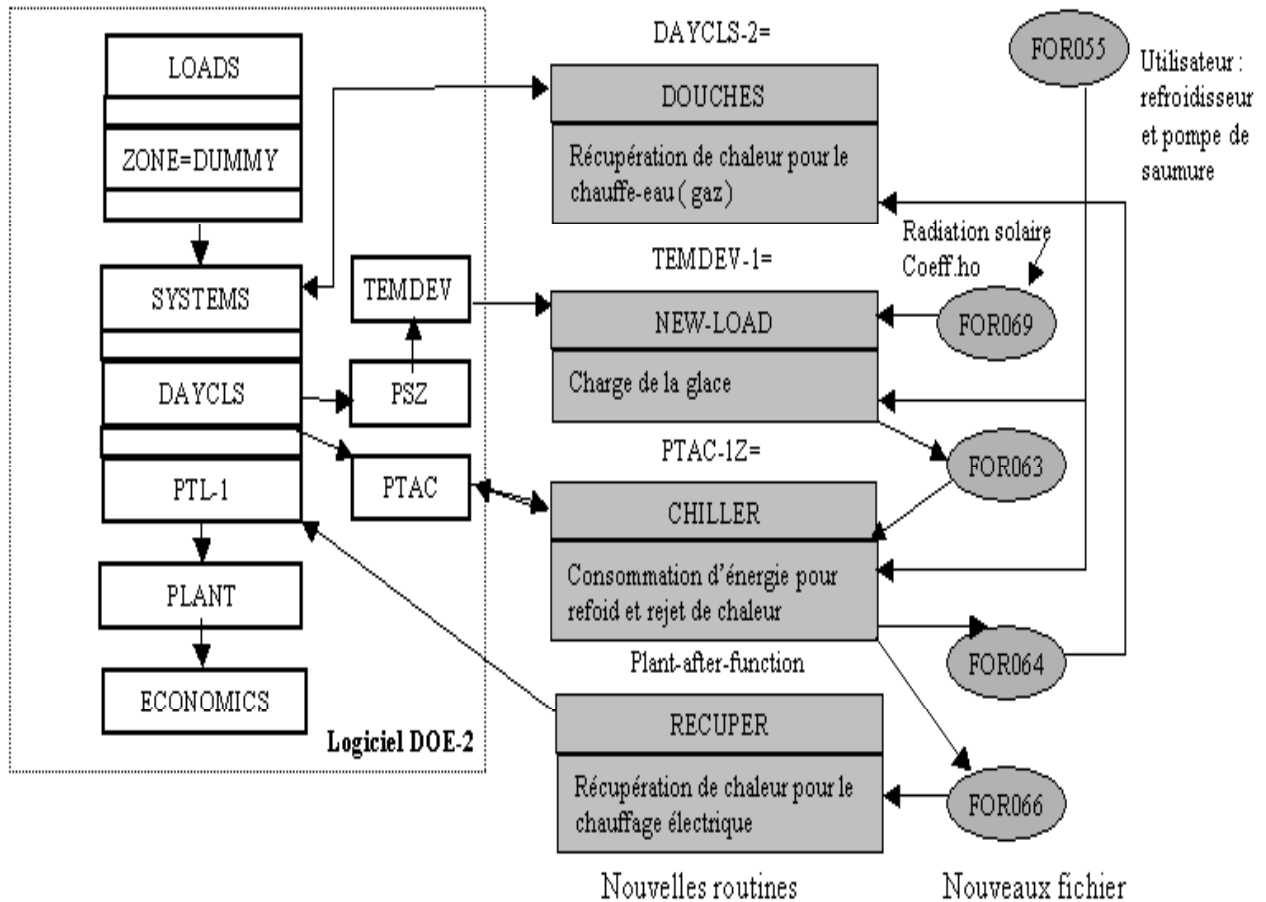 LOADS
ZONE=DUMMY
SYSTEMS
DAYCLS
PTL-1
PLANT
ECONOMICS
TEMDEV
PSZ
PTAC
Logiciel DOE-2
DAYCLS-2=
DOUCHES
Récupération de chaleur pour le
chauffe-eau ( gaz )
TEMDEV-1=
NEW-LOAD
Charge de la glace
PTAC-1Z=
CHILLER
Consommation d'énergie pour
refoid et rejet de chaleur
Plant-after-function
RECUPER
Récupération de chaleur pour le
chauffage électrique
Nouvelles routines
FOR055
Utilisateur :
refroidisseur
et pompe de
saumure
Radiation solaire
Coeff.ho
FOR069
FOR063
FOR064
FOR066
Nouveaux fichier